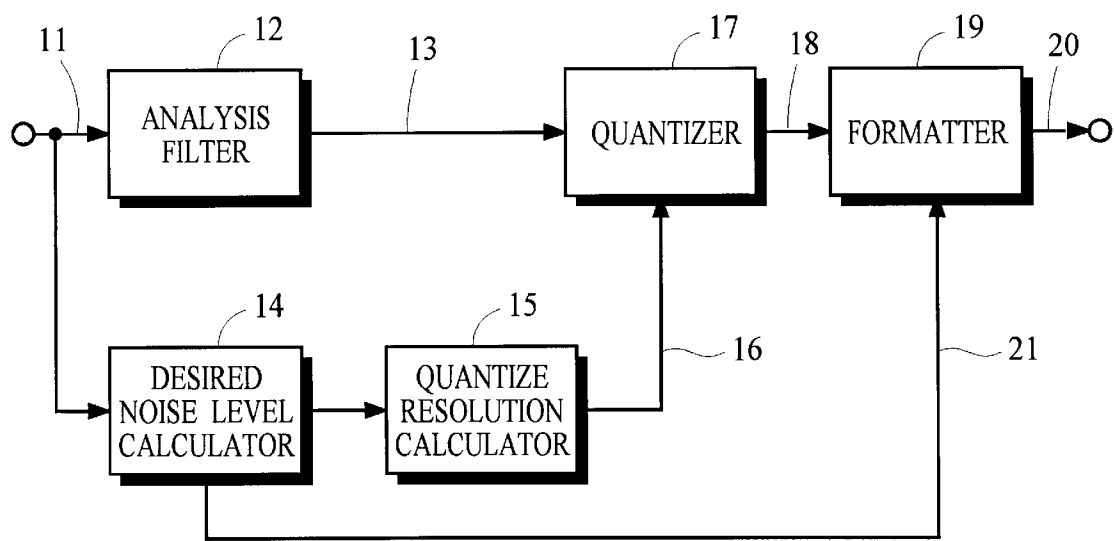 11
12
13
17
18
19
20
ANALYSIS
FILTER
QUANTIZER
FORMATTER
14
15
16
21
DESIRED
NOISE LEVEL
CALCULATOR
QUANTIZE
RESOLUTION
CALCULATOR